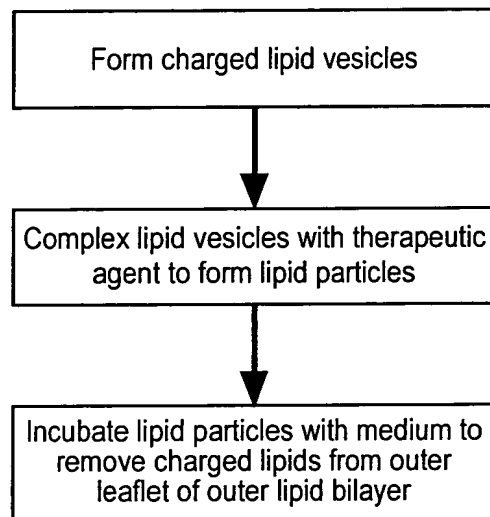 Form charged lipid vesicles
Complex lipid vesicles with therapeutic
agent to form lipid particles
Incubate lipid particles with medium to
remove charged lipids from outer
leaflet of outer lipid bilayer